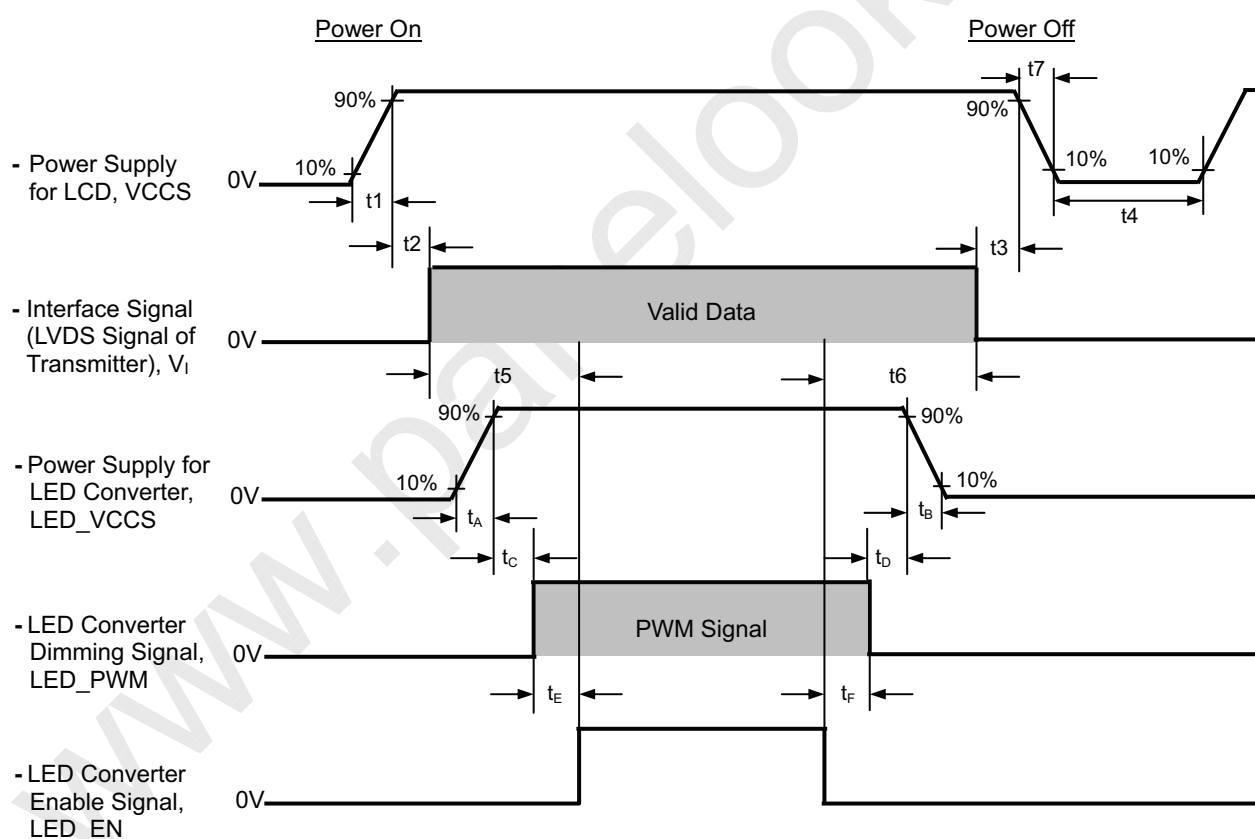 Power On
Power Off
t7
90%
90%
- Power Supply
for LCD, VCCS
0V
10%
10%
10%
t1
t4
t2
t3
- Interface Signal
(LVDS Signal of
Transmitter), VI
0V
Valid Data
t5
t6
90%
90%
- Power Supply for
LED Converter,
LED_VCCS
0V
10%
10%
tA
tB
tC
tD
- LED Converter
Dimming Signal,
LED_PWM
0V
PWM Signal
tE
tF
- LED Converter
Enable Signal,
LED_EN
0V